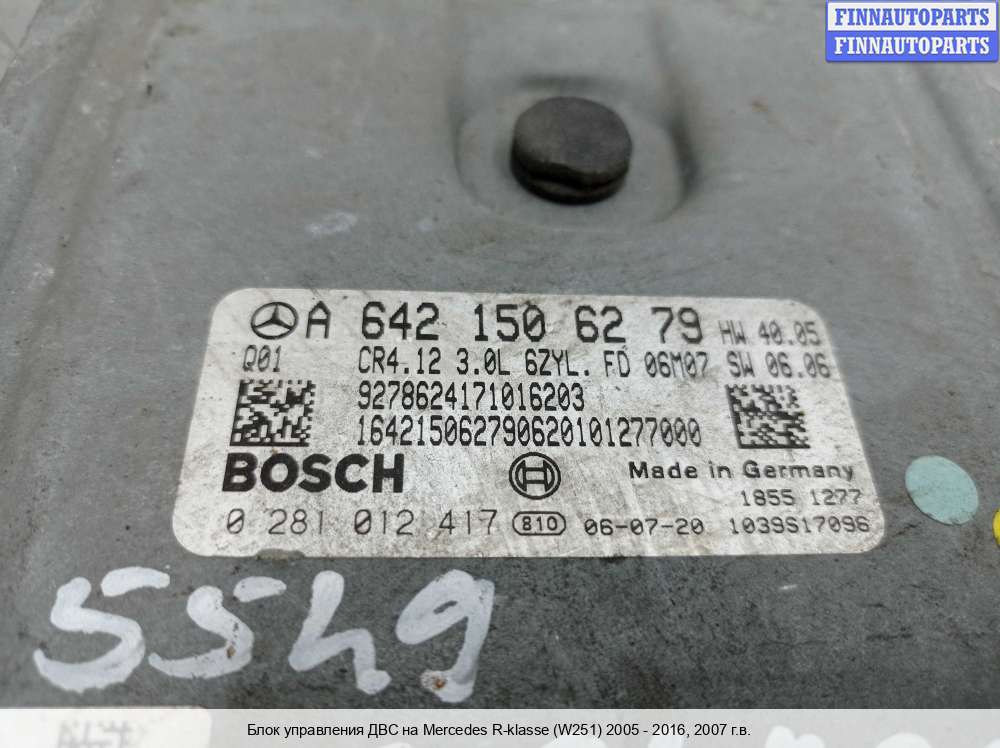 FINNAUTOPARTS
FINNAUTOPARTS
A 642 150 62 79 HW 40.05
Q01 CR4.12 3.0L 6ZYL. FD 06M07 SW 06.06
9278624171016203
1642150627906201012770​00
BOSCH Made in Germany
1855 1277
0 281 012 417 810 06-07-20 1039S17096
5549
Блок управления ДВС на Mercedes R-klasse (W251) 2005 - 2016, 2007 г.в.